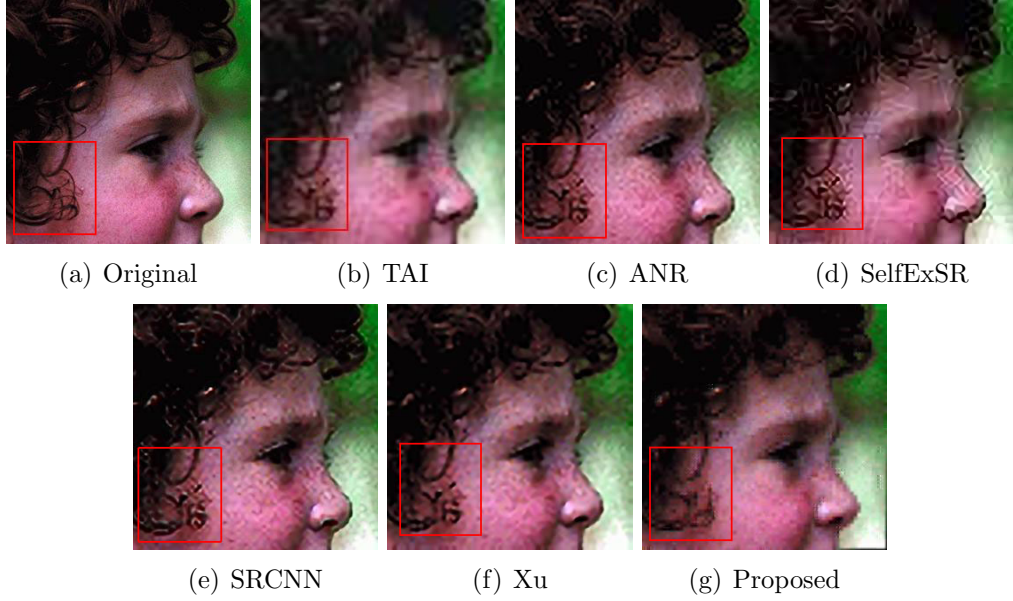 (a) Original
(b) TAI
(c) ANR
(d) SelfExSR
(e) SRCNN
(f) Xu
(g) Proposed